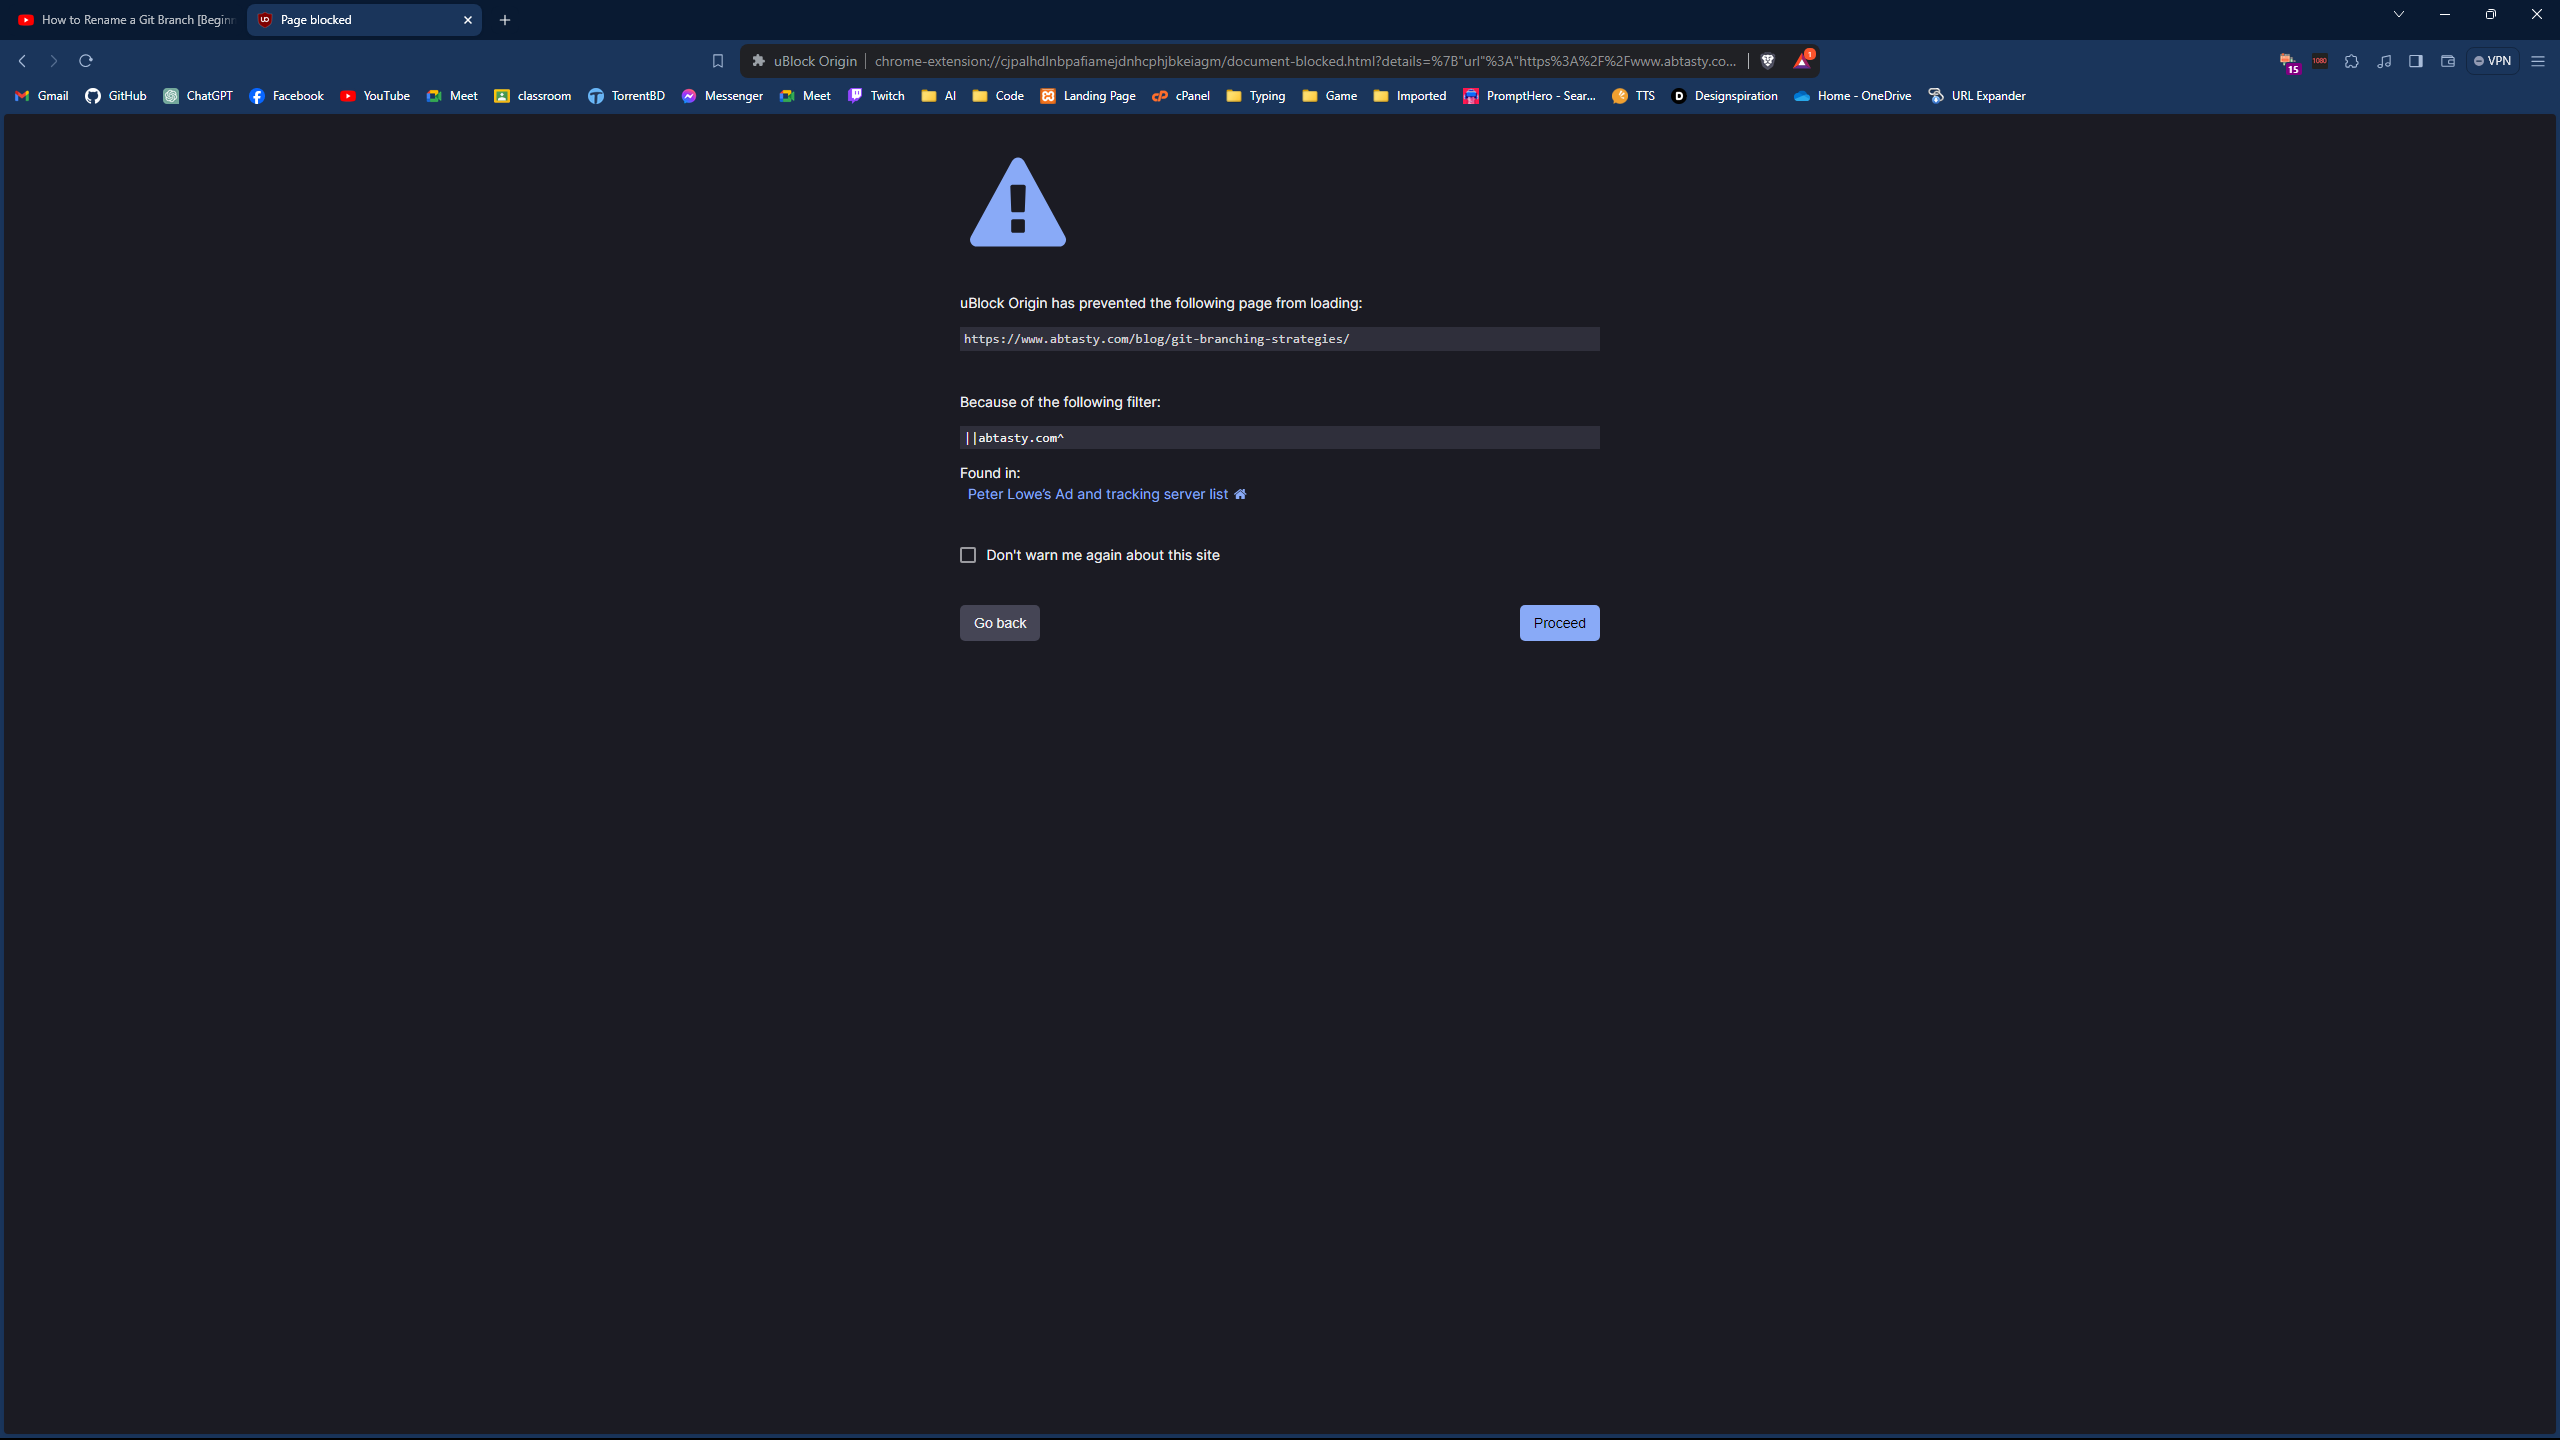 How to Rename a Git Branch [Begin
Page blocked
uBlock Origin
chrome-extension://cjpalhdlnbpafiamejdnhcphjbkeiagm/document-blocked.html?details=%7B"url"%3A"https%3A%2F%2Fwww.abtasty.co...
1
15
1080
VPN
Gmail
GitHub
ChatGPT
Facebook
YouTube
Meet
classroom
TorrentBD
Messenger
Meet
Twitch
AI
Code
Landing Page
cPanel
Typing
Game
Imported
PromptHero - Sear...
TTS
Designspiration
Home - OneDrive
URL Expander
uBlock Origin has prevented the following page from loading:
https://www.abtasty.com/blog/git-branching-strategies/
Because of the following filter:
||abtasty.com^
Found in:
Peter Lowe’s Ad and tracking server list
Don't warn me again about this site
Go back
Proceed